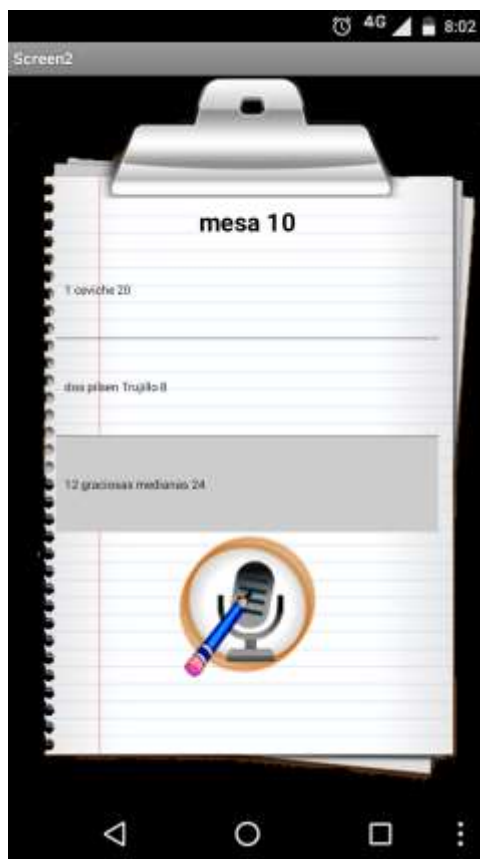 4G 8:02
Screen2
mesa 10
1 ceviche 20
dos pilsen Trujillo 8
12 graciosas medianas 24